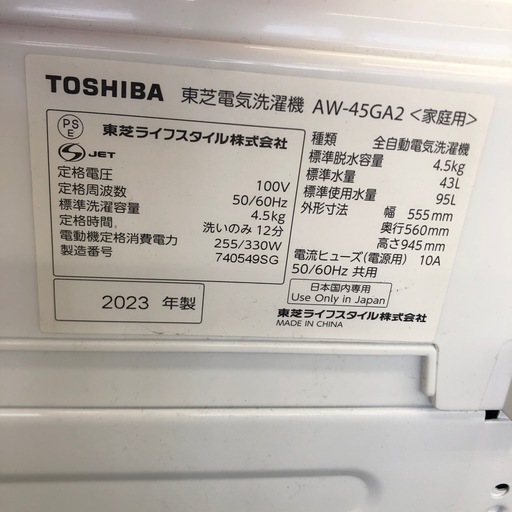 TOSHIBA 東芝電気洗濯機 AW-45GA2 <家庭用>
PS
E
東芝ライフスタイル株式会社
S JET
定格電圧 100V
定格周波数 50/60Hz
標準洗濯容量 4.5kg
定格時間 洗いのみ 12分
電動機定格消費電力 255/330W
製造番号 740549SG
2023 年製
種類 全自動電気洗濯機
標準脱水容量 4.5kg
標準水量 43L
標準使用水量 95L
外形寸法 幅 555mm
奥行560mm
高さ945mm
電流ヒューズ(電源用) 10A
50/60Hz 共用
日本国内専用
Use Only in Japan
東芝ライフスタイル株式会社
MADE IN CHINA